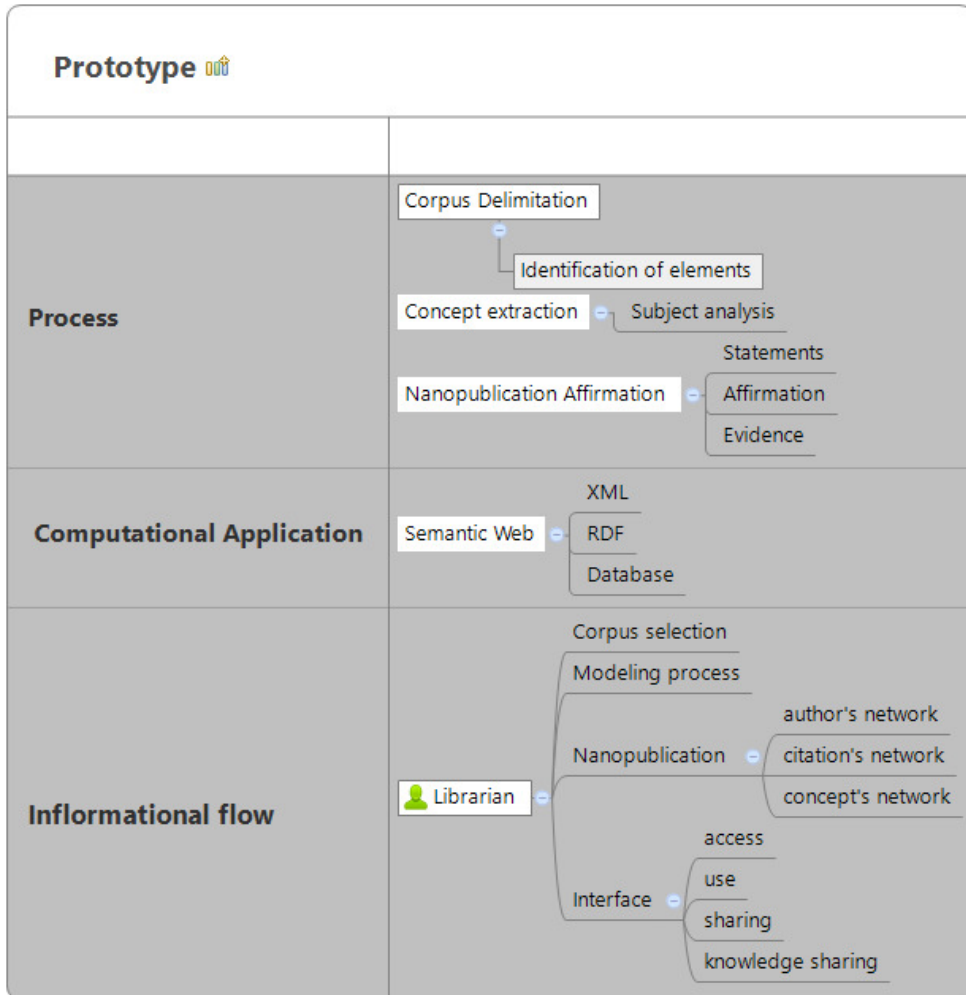 Prototype
Process
Corpus Delimitation
Identification of elements
Concept extraction
Subject analysis
Nanopublication Affirmation
Statements
Affirmation
Evidence
Computational Application
Semantic Web
XML
RDF
Database
Inflormational flow
Librarian
Corpus selection
Modeling process
Nanopublication
author's network
citation's network
concept's network
Interface
access
use
sharing
knowledge sharing